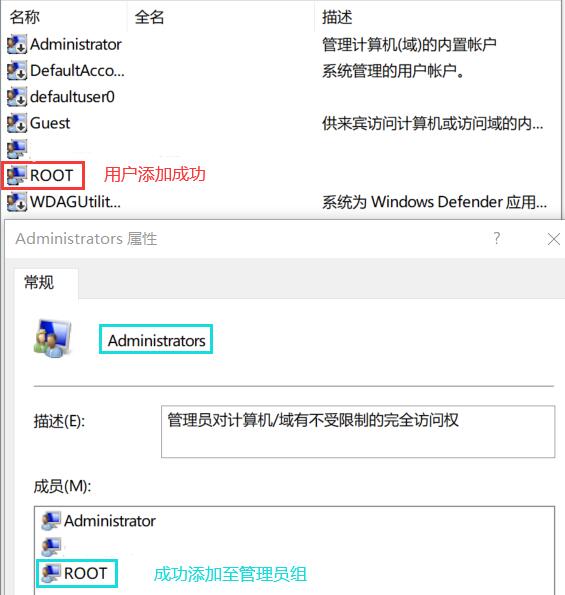 名称 全名 描述
Administrator 管理计算机(域)的内置帐户
DefaultAcco... 系统管理的用户帐户。
defaultuser0
Guest 供来宾访问计算机或访问域的内...
ROOT 用户添加成功
WDAGUtilit... 系统为 Windows Defender 应用...
Administrators 属性 ?
常规
Administrators
描述(E): 管理员对计算机/域有不受限制的完全访问权
成员(M):
Administrator
ROOT 成功添加至管理员组